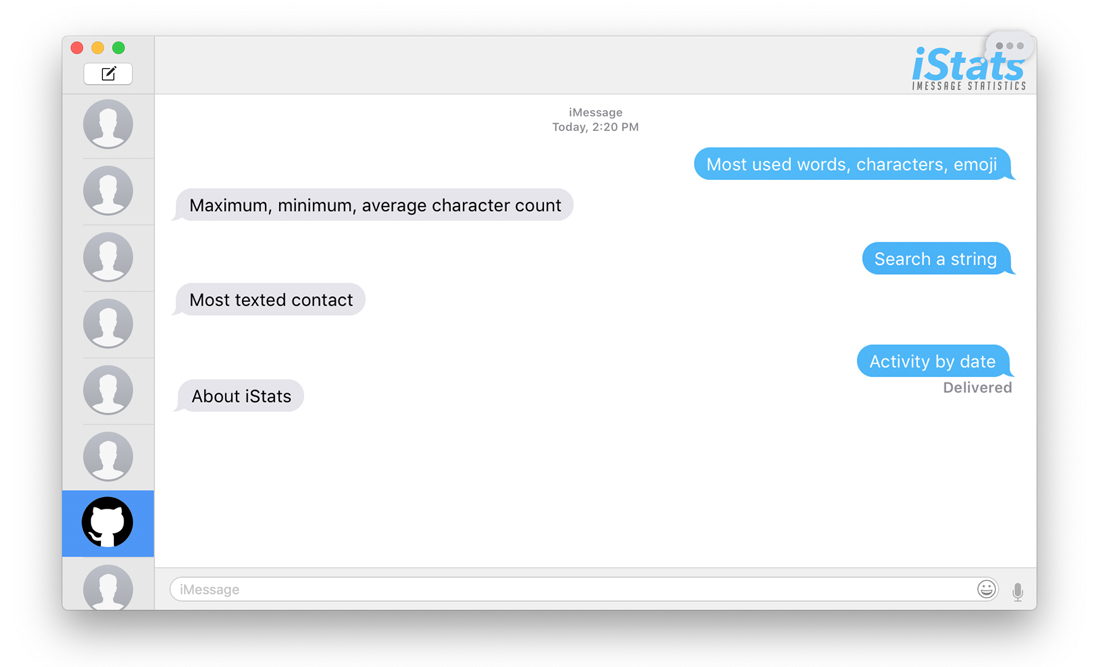 iStats
IMESSAGE STATISTICS
iMessage
Today, 2:20 PM
Most used words, characters, emoji
Maximum, minimum, average character count
Search a string
Most texted contact
Activity by date
Delivered
About iStats
iMessage